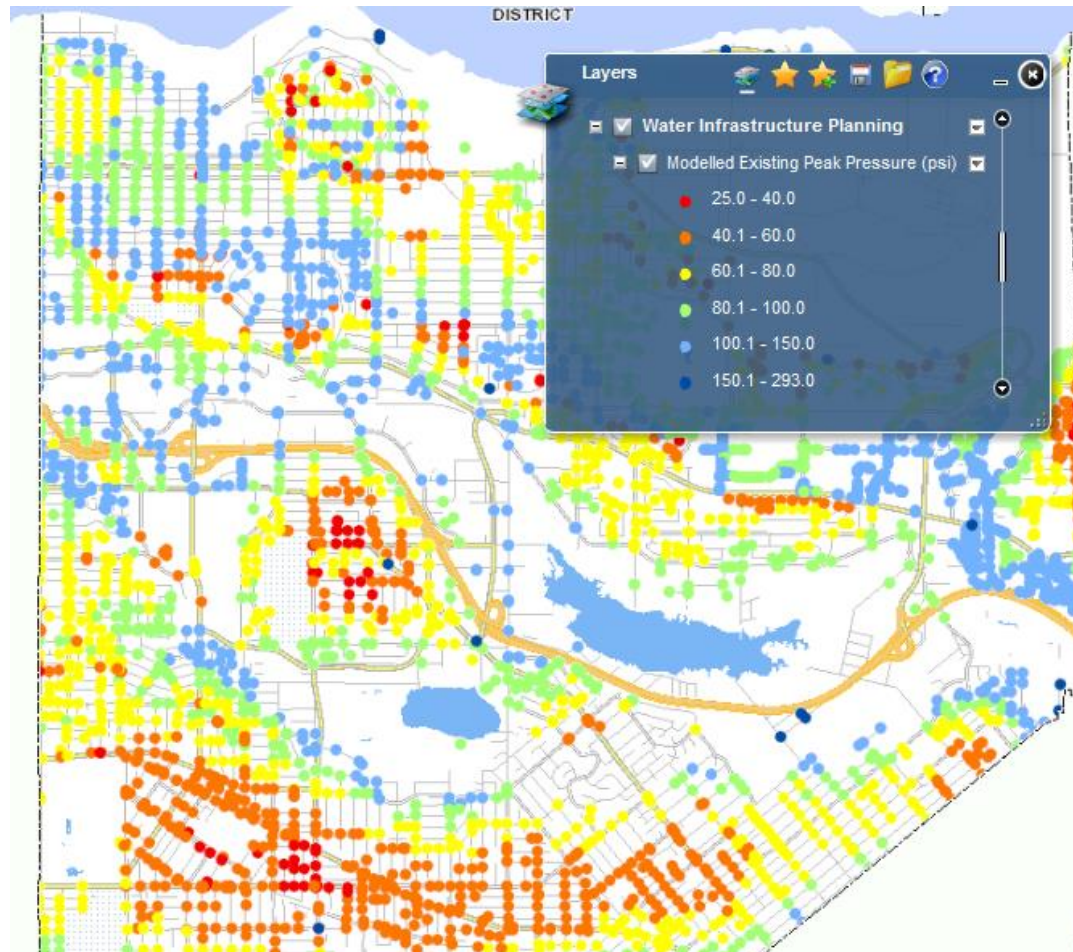 DISTRICT
Layers
Water Infrastructure Planning
Modelled Existing Peak Pressure (psi)
25.0 - 40.0
40.1 - 60.0
60.1 - 80.0
80.1 - 100.0
100.1 - 150.0
150.1 - 293.0